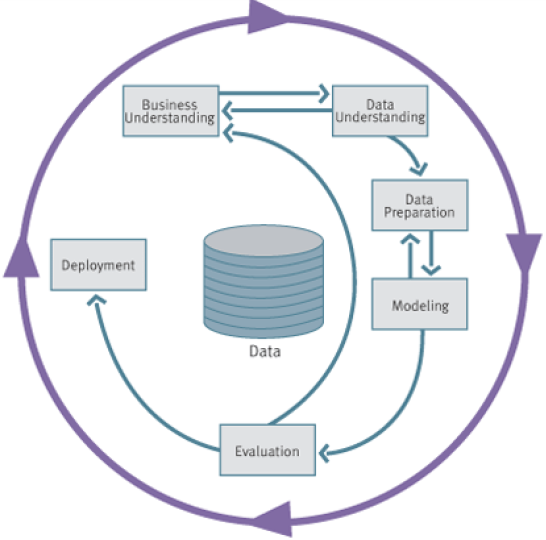 Business
Understanding
Data
Understanding
Data
Preparation
Deployment
Modeling
Data
Evaluation